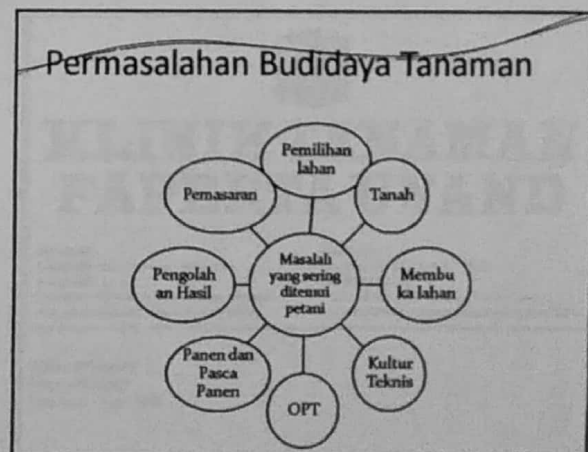 Permasalahan Budidaya Tanaman
Pemilihan
lahan
Tanah
Membu
ka lahan
Kultur
Teknis
OPT
Panen dan
Pasca
Panen
Pengolah
an Hasil
Pemasaran
Masalah
yang sering
ditemui
petani